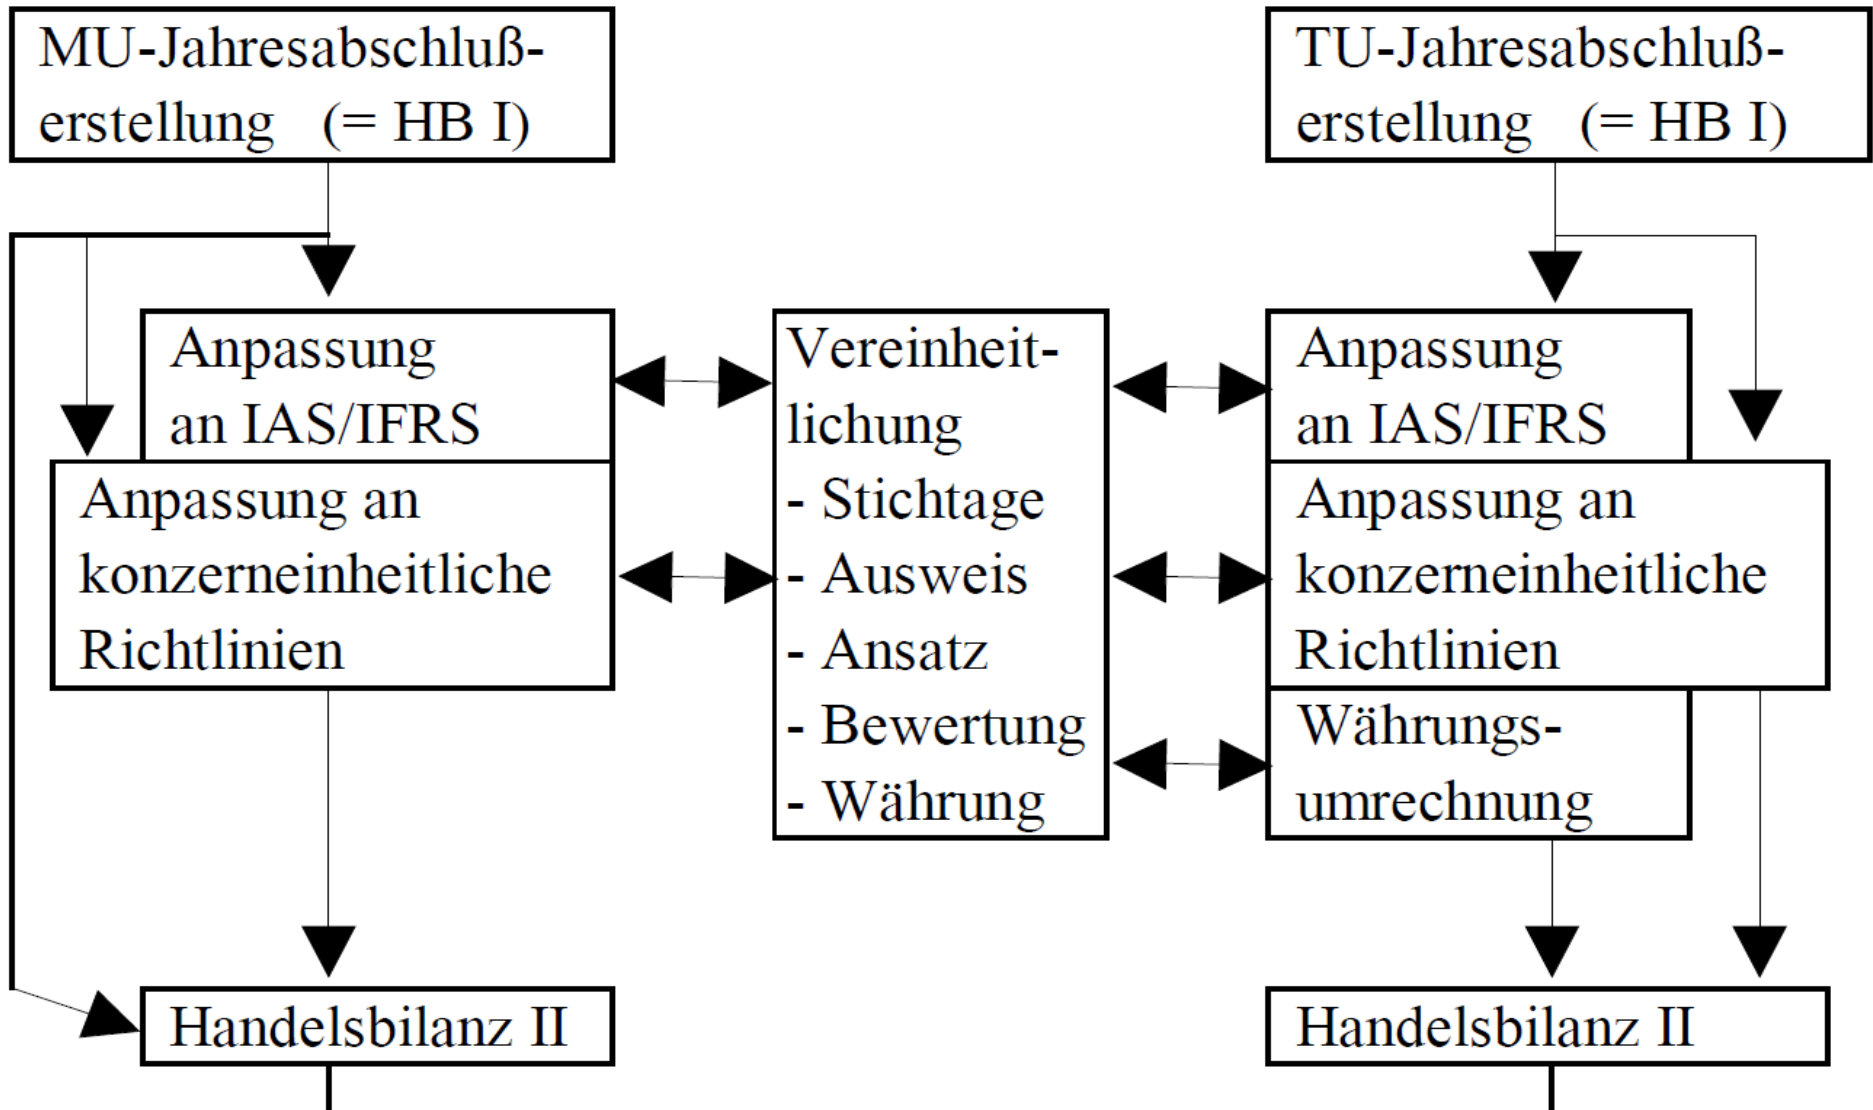 MU-Jahresabschluß-
erstellung (= HB I)
TU-Jahresabschluß-
erstellung (= HB I)
Anpassung
an IAS/IFRS
Anpassung an
konzerneinheitliche
Richtlinien
Vereinheit-
lichung
- Stichtage
- Ausweis
- Ansatz
- Bewertung
- Währung
Anpassung
an IAS/IFRS
Anpassung an
konzerneinheitliche
Richtlinien
Währungs-
umrechnung
Handelsbilanz II
Handelsbilanz II